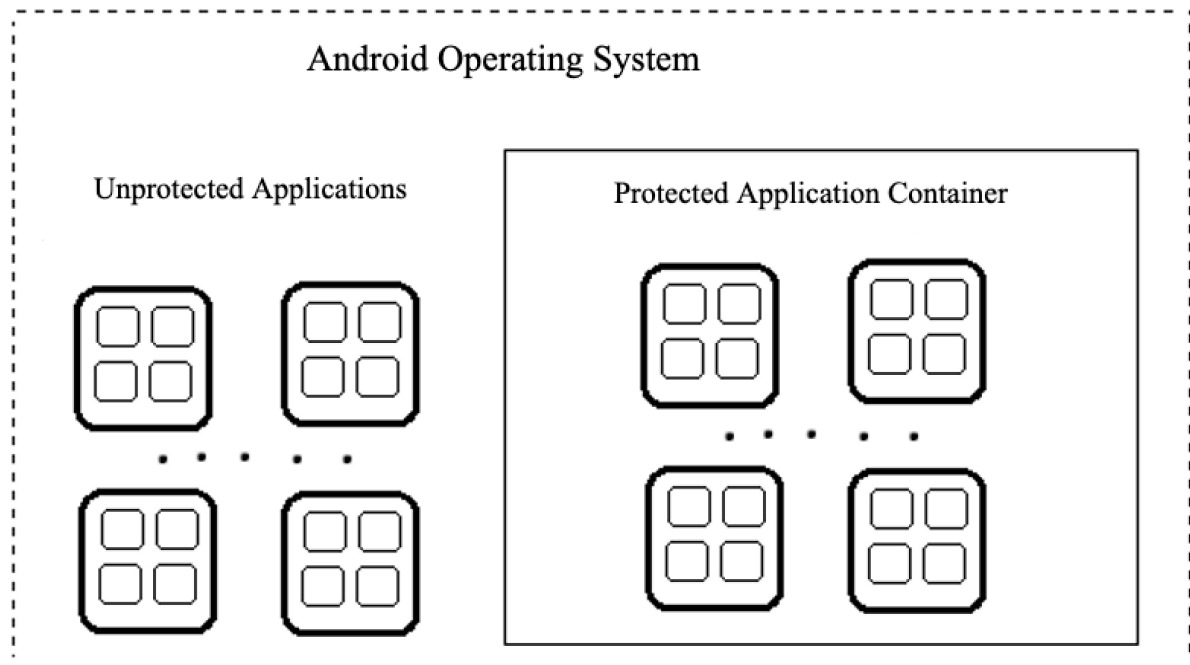 Android Operating System
Unprotected Applications
Protected Application Container